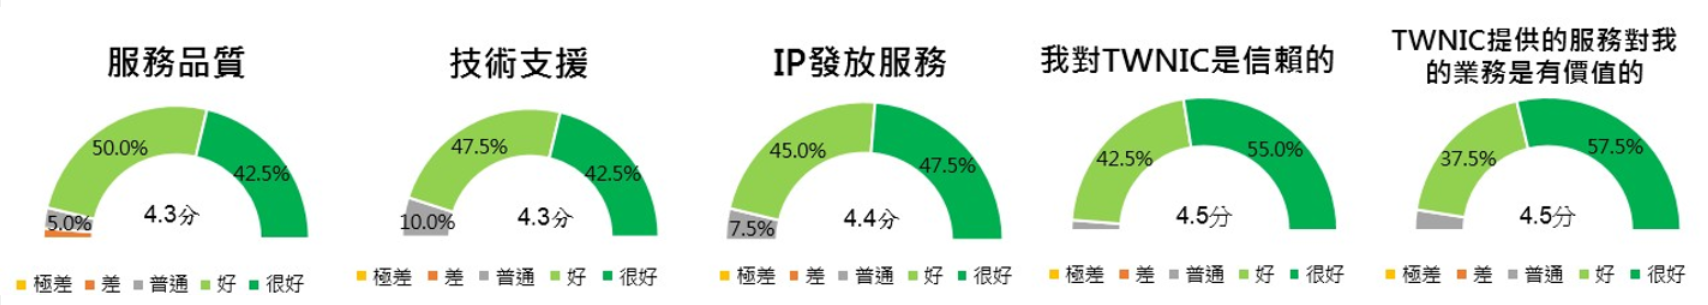 服務品質
50.0%
42.5%
5.0%
4.3分
極差 差 普通 好 很好
技術支援
47.5%
42.5%
10.0%
4.3分
極差 差 普通 好 很好
IP發放服務
45.0%
47.5%
7.5%
4.4分
極差 差 普通 好 很好
我對TWNIC是信賴的
42.5%
55.0%
4.5分
極差 差 普通 好 很好
TWNIC提供的服務對我
的業務是有價值的
37.5%
57.5%
4.5分
極差 差 普通 好 很好